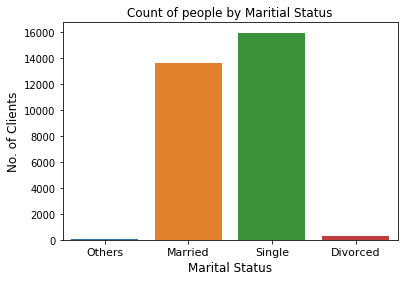 Count of people by Maritial Status
16000
14000
12000
10000
8000
6000
4000
2000
0
No. of Clients
Others Married Single Divorced
Marital Status